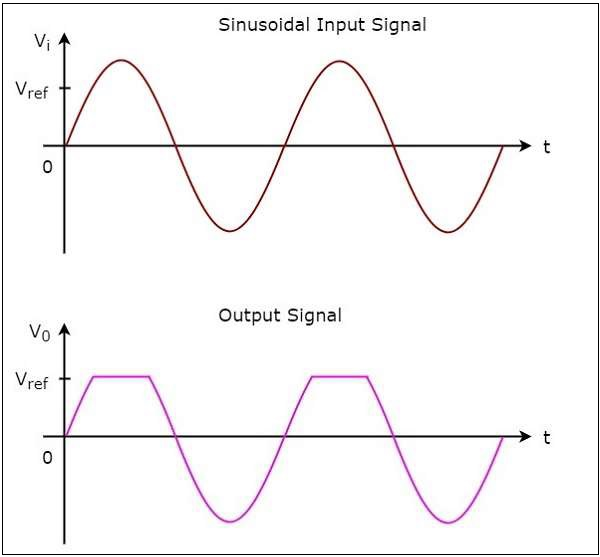 Sinusoidal Input Signal
Vi
Vref
t
0
Output Signal
V0
Vref
t
0